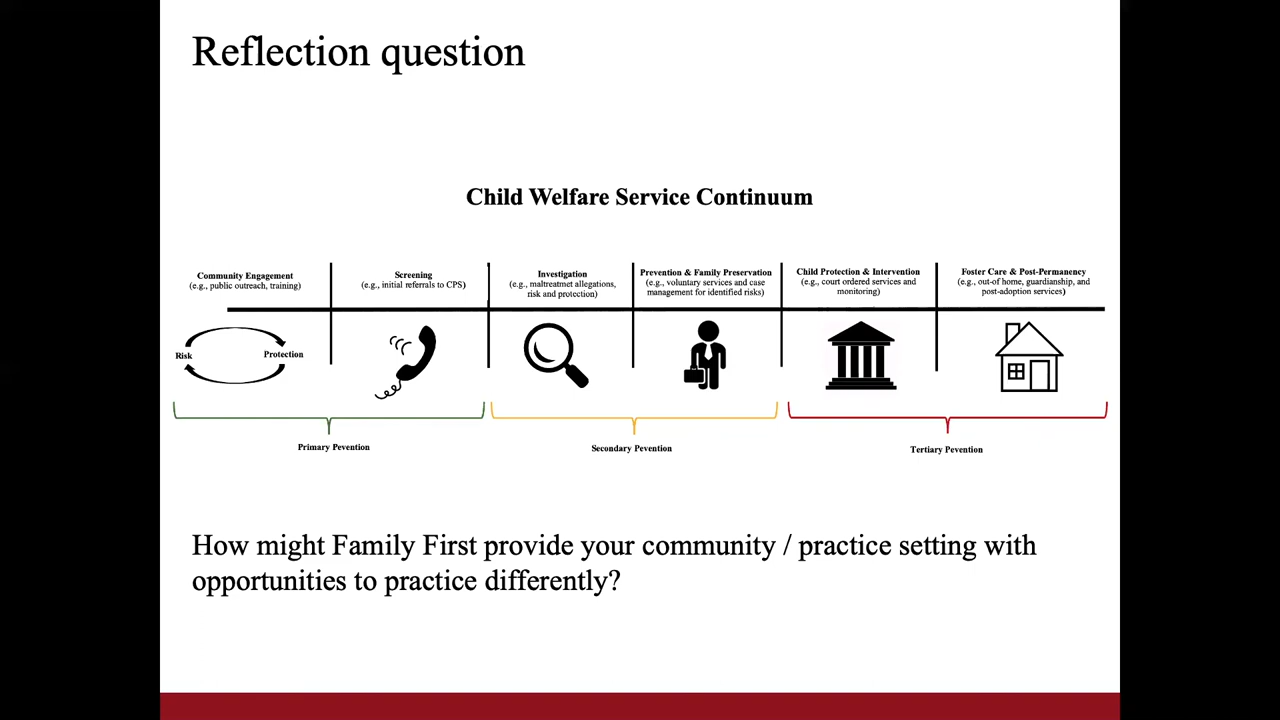 Reflection question
Child Welfare Service Continuum
Community Engagement
(e.g., public outreach, training)
Screening
(e.g., initial referrals to CPS)
Investigation
(e.g., maltreatmet allegations,
risk and protection)
Prevention & Family Preservation
(e.g., voluntary services and case
management for identified risks)
Child Protection & Intervention
(e.g., court ordered services and
monitoring)
Foster Care & Post-Permanency
(e.g., out-of home, guardianship, and
post-adoption services)
Risk
Protection
Primary Pevention
Secondary Pevention
Tertiary Pevention
How might Family First provide your community / practice setting with
opportunities to practice differently?